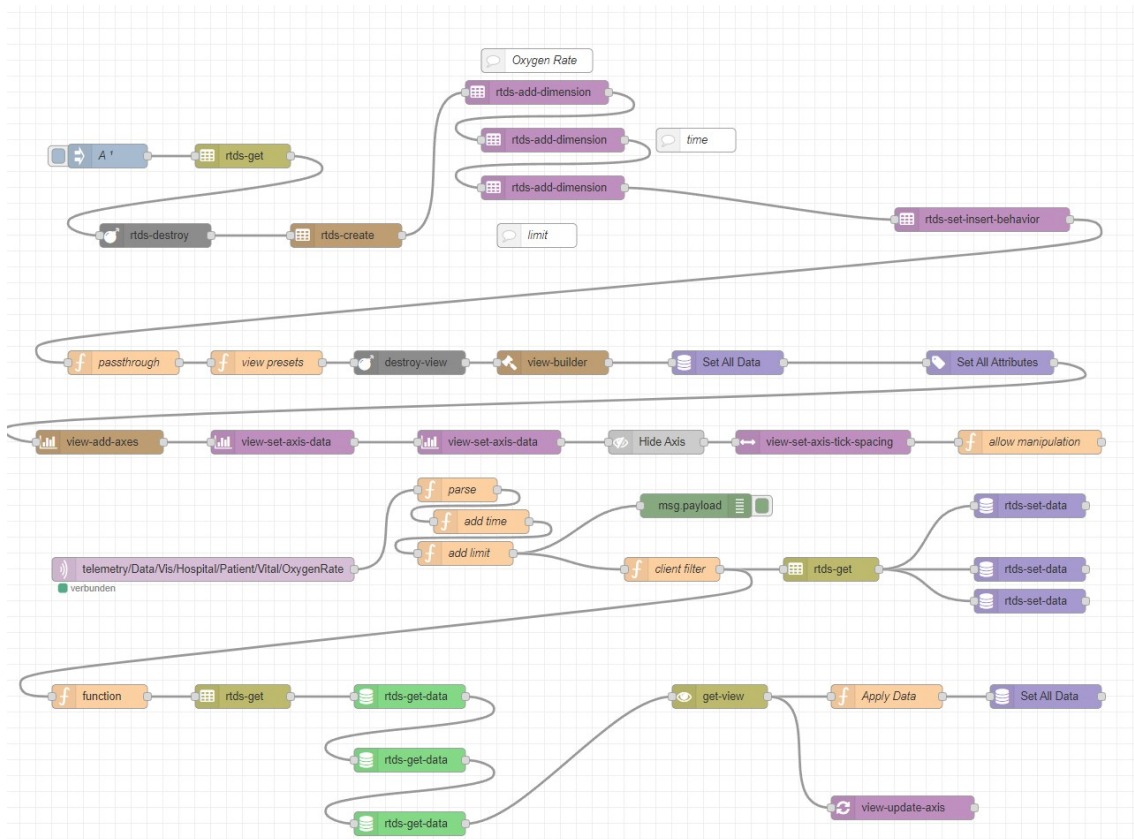 Oxygen Rate
rtds-add-dimension
rtds-add-dimension
time
A ¹
rtds-get
rtds-add-dimension
rtds-set-insert-behavior
rtds-destroy
rtds-create
limit
passthrough
view presets
destroy-view
view-builder
Set All Data
Set All Attributes
view-add-axes
view-set-axis-data
view-set-axis-data
Hide Axis
view-set-axis-tick-spacing
allow manipulation
parse
msg.payload
rtds-set-data
add time
add limit
telemetry/Data/Vis/Hospital/Patient/Vital/OxygenRate
client filter
rtds-get
rtds-set-data
verbunden
rtds-set-data
function
rtds-get
rtds-get-data
get-view
Apply Data
Set All Data
rtds-get-data
view-update-axis
rtds-get-data